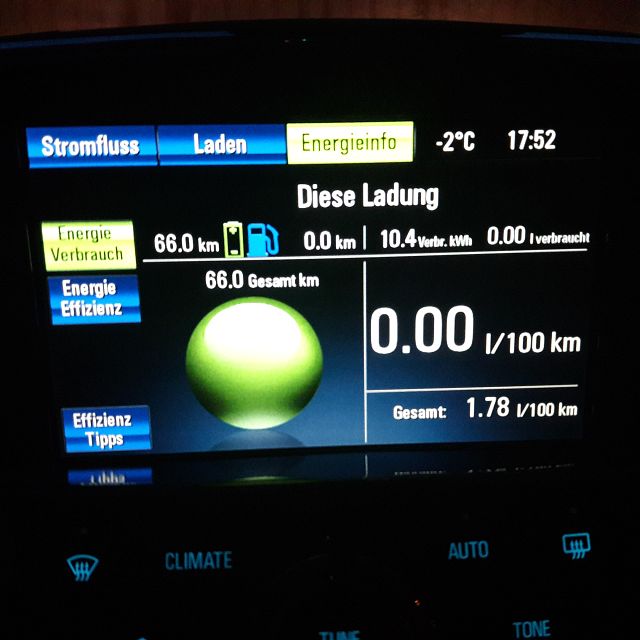 Stromfluss Laden Energieinfo -2°C 17:52
Diese Ladung
Energie
Verbrauch
66.0 km 0.0 km 10.4 Verbr. kWh 0.00 l verbraucht
66.0 Gesamt km
Energie
Effizienz
0.00 l/100 km
Gesamt: 1.78 l/100 km
Effizienz
Tipps
CLIMATE AUTO
TUNE TONE